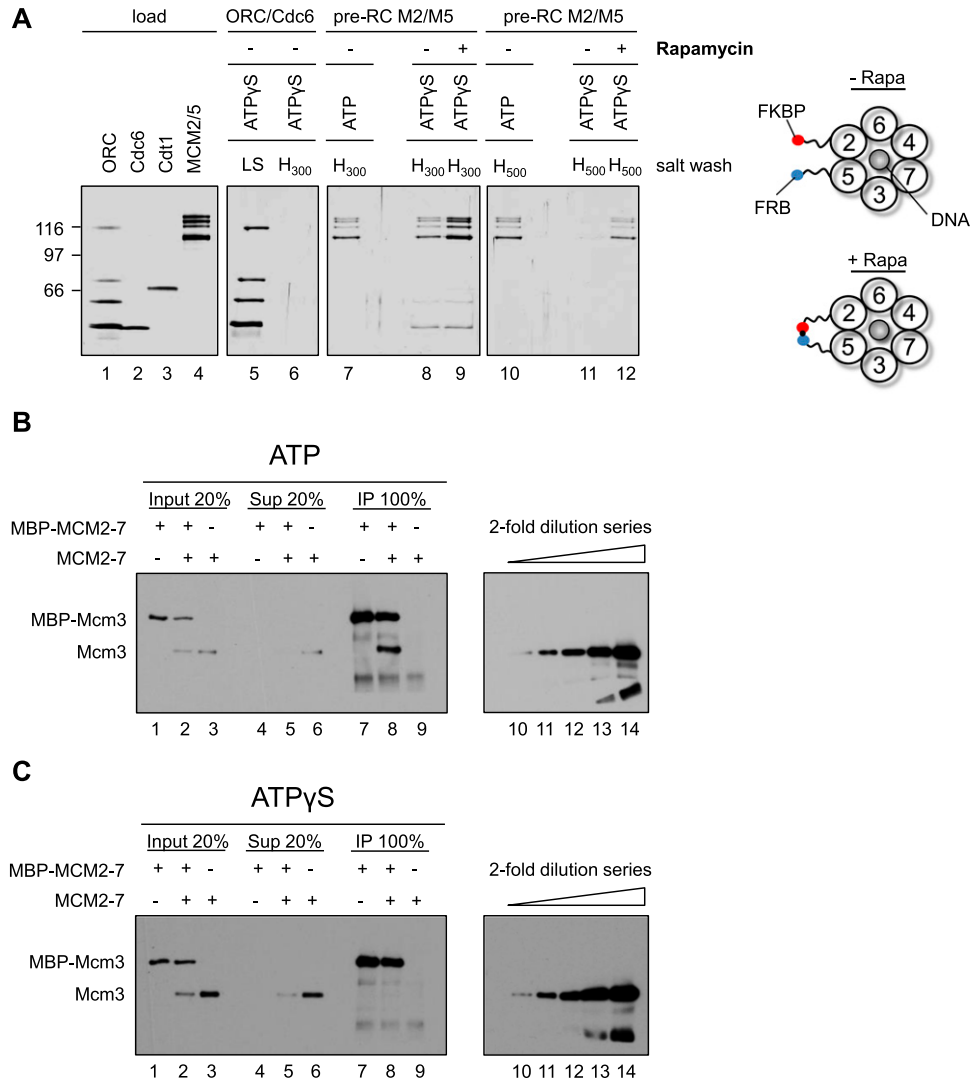 A
load
ORC/Cdc6
pre-RC M2/M5
pre-RC M2/M5
- - - - + - - + Rapamycin
ORC
Cdc6
Cdt1
MCM2/5
ATPγS
ATPγS
ATP
ATPγS
ATPγS
ATP
ATPγS
ATPγS
LS H300 H300 H300 H300 H500 H500 H500 salt wash
116
97
66
1 2 3 4 5 6 7 8 9 10 11 12
- Rapa
FKBP
6
2 4
5 7
3
FRB
DNA
+ Rapa
6
2 4
5 7
3
B
ATP
Input 20% Sup 20% IP 100%
MBP-MCM2-7 + + - + + - + + -
MCM2-7 - + + - + + - + +
2-fold dilution series
MBP-Mcm3
Mcm3
1 2 3 4 5 6 7 8 9 10 11 12 13 14
C
ATPγS
Input 20% Sup 20% IP 100%
MBP-MCM2-7 + + - + + - + + -
MCM2-7 - + + - + + - + +
2-fold dilution series
MBP-Mcm3
Mcm3
1 2 3 4 5 6 7 8 9 10 11 12 13 14